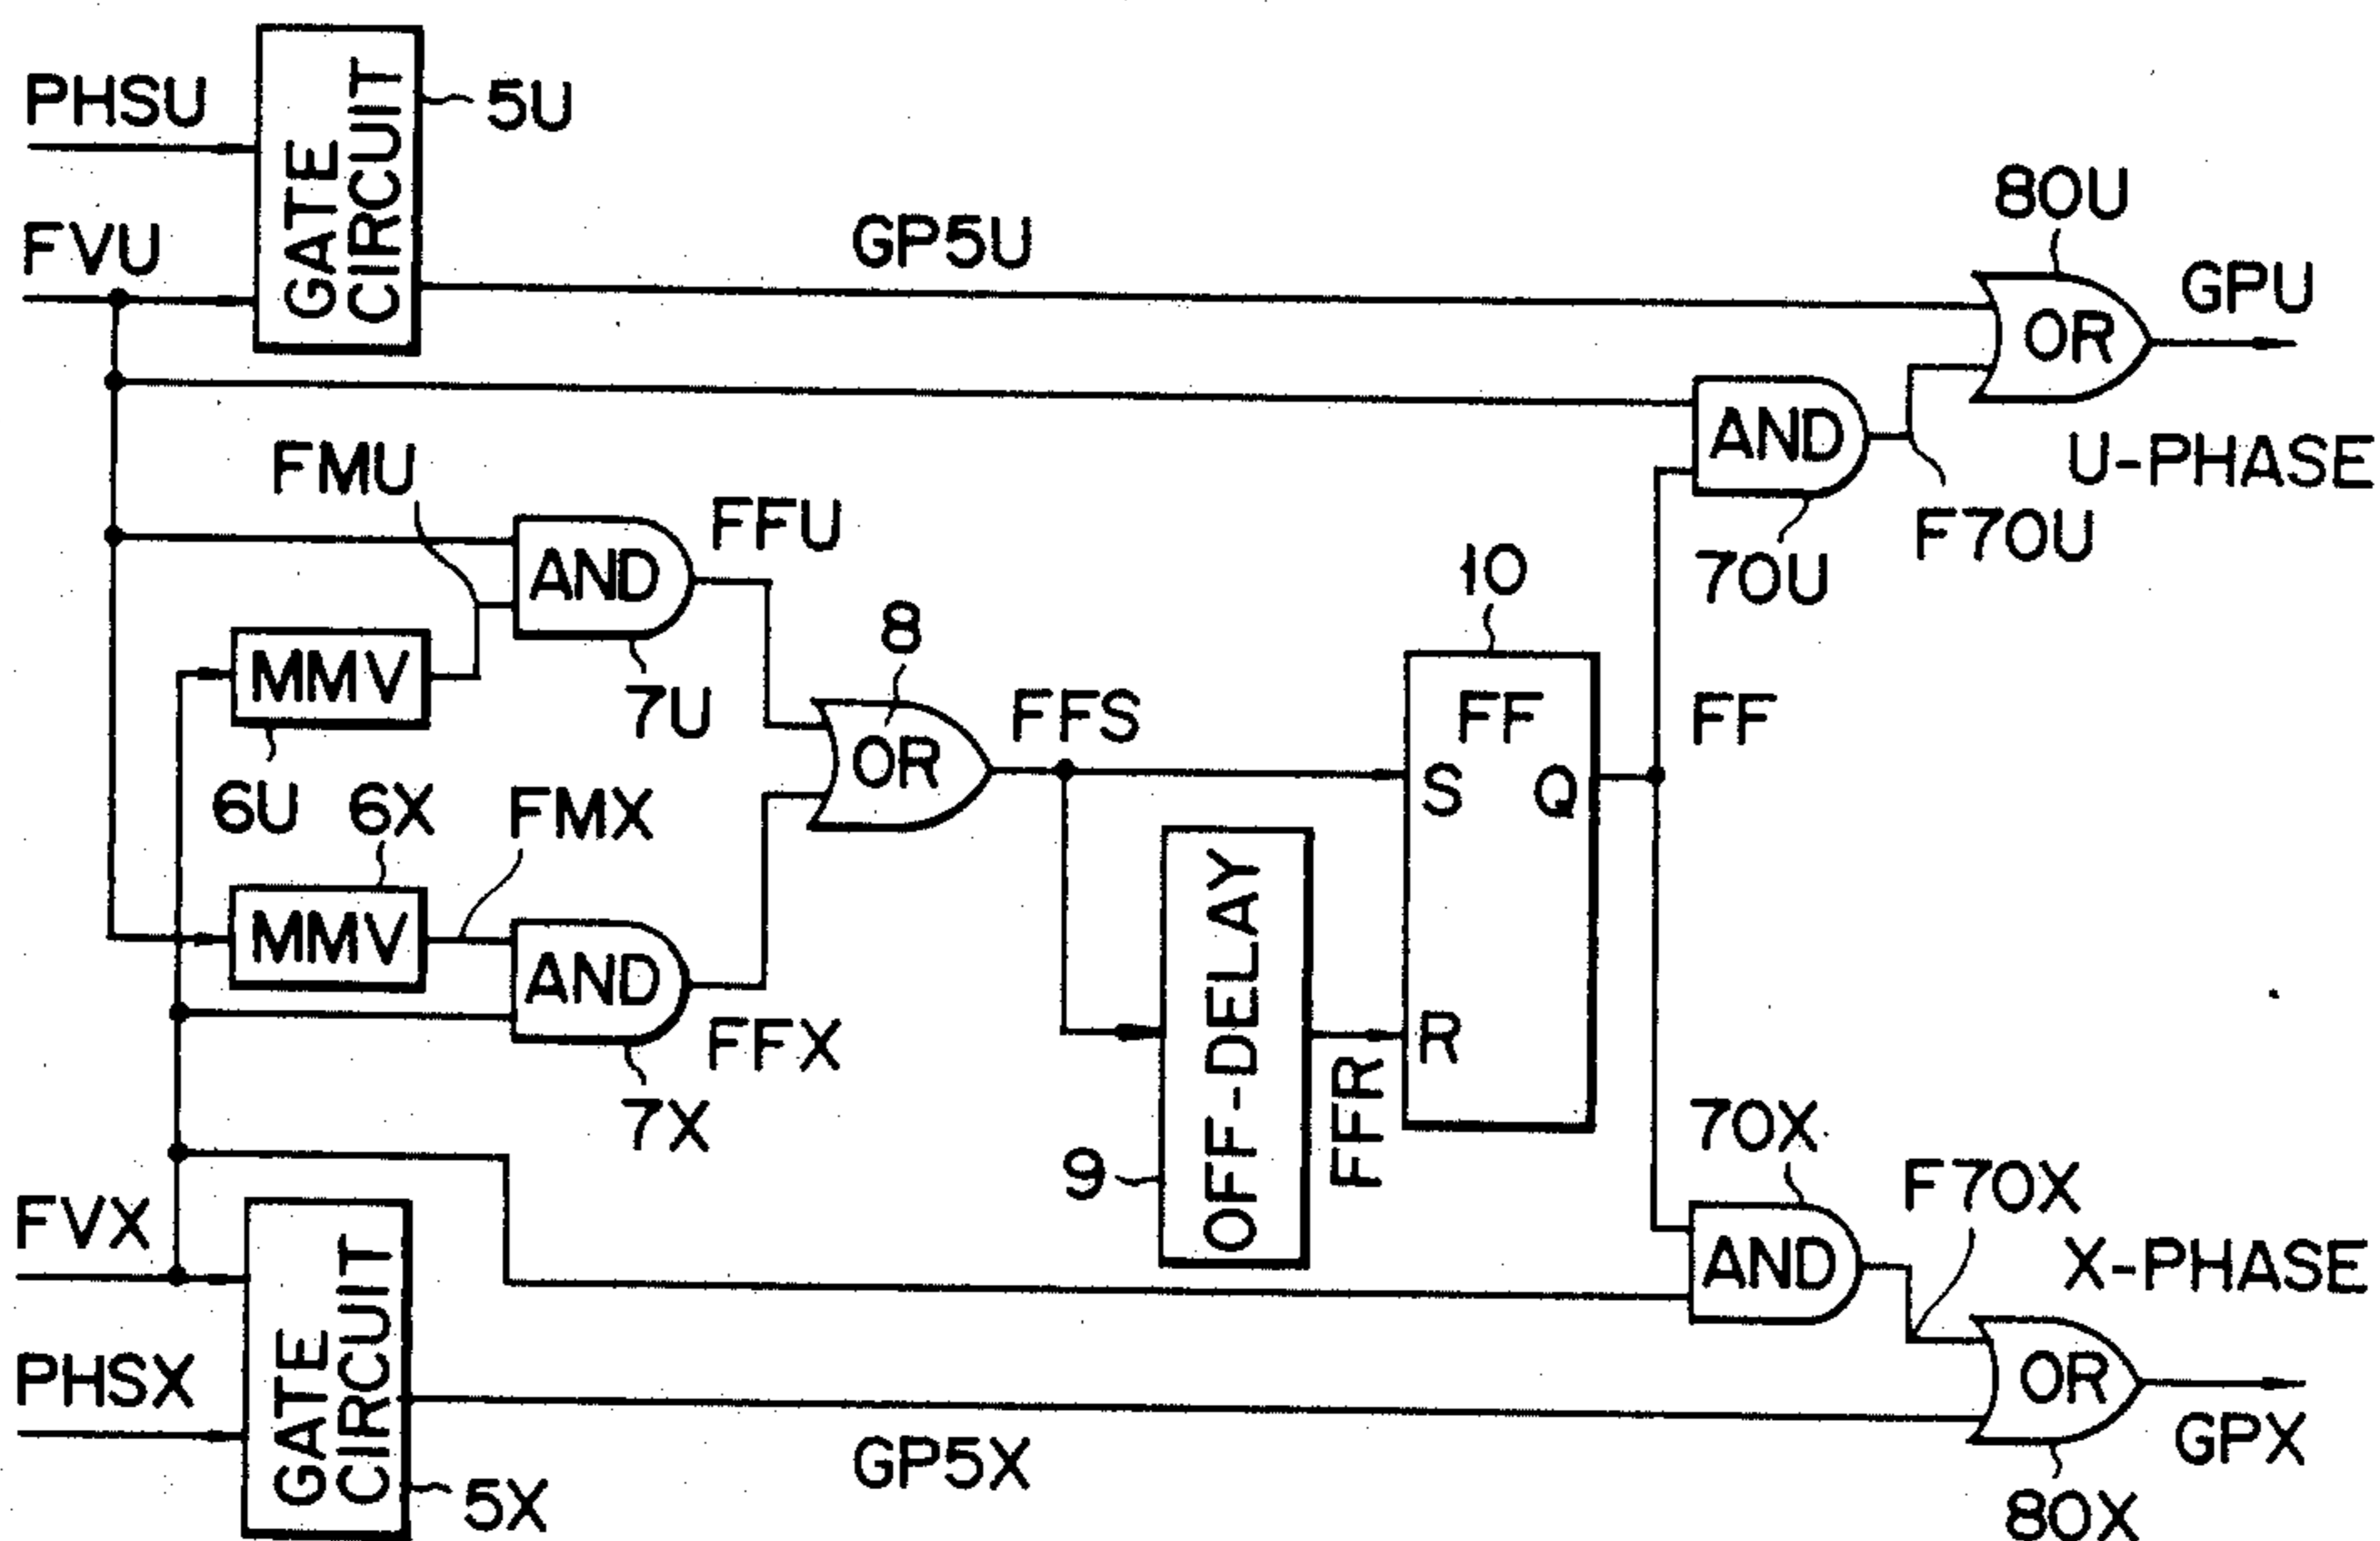 PHSU
GATE CIRCUIT
5U
FVU
GP5U
80U
OR
GPU
AND
U-PHASE
F70U
70U
FMU
AND
FFU
7U
MMV
6U
6X
FMX
MMV
AND
FFX
7X
8
OR
FFS
10
FF
S
Q
R
FF
OFF-DELAY
9
FFR
70X
AND
F70X
X-PHASE
FVX
GATE CIRCUIT
PHSX
5X
GP5X
OR
GPX
80X